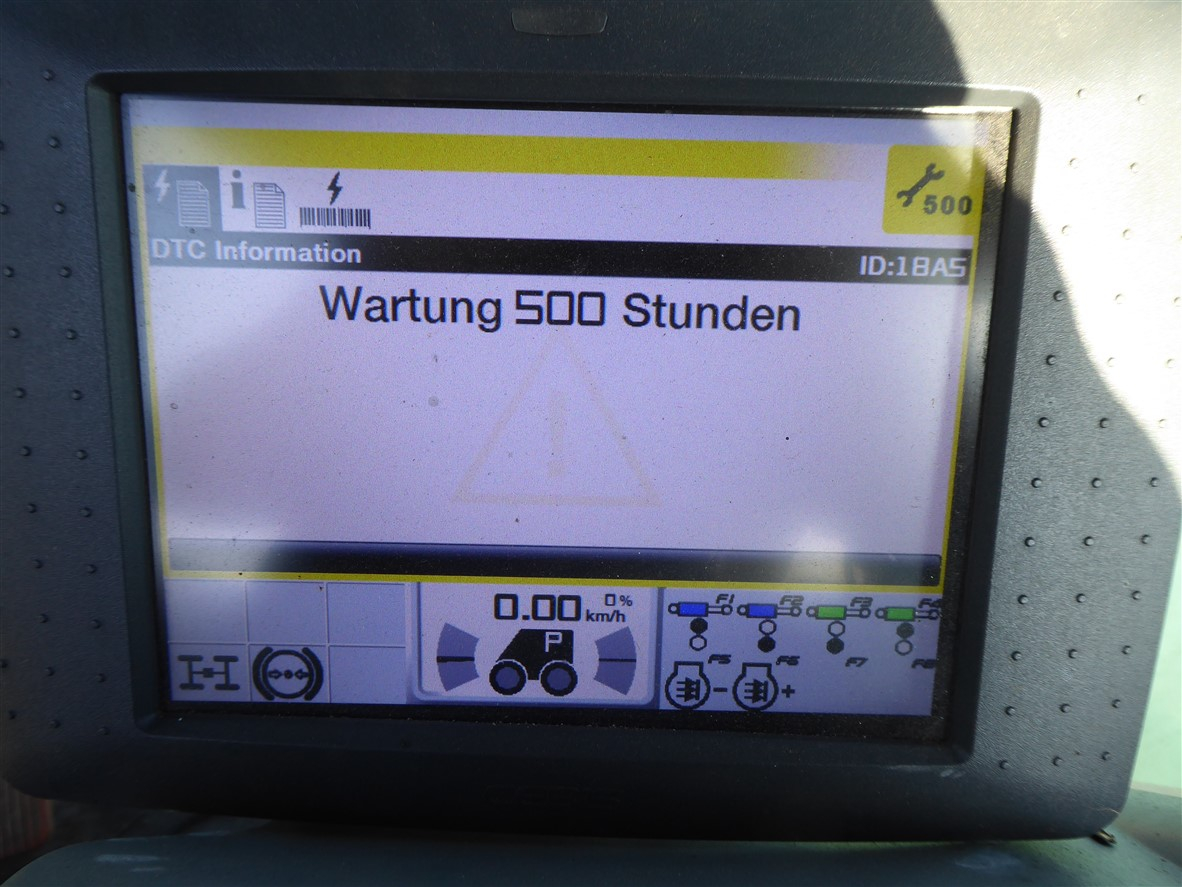 500
DTC Information
ID:18A5
Wartung 500 Stunden
0.00 km/h
0%
P
F1 F2 F3 F4
F5 F6 F7 F8
- +